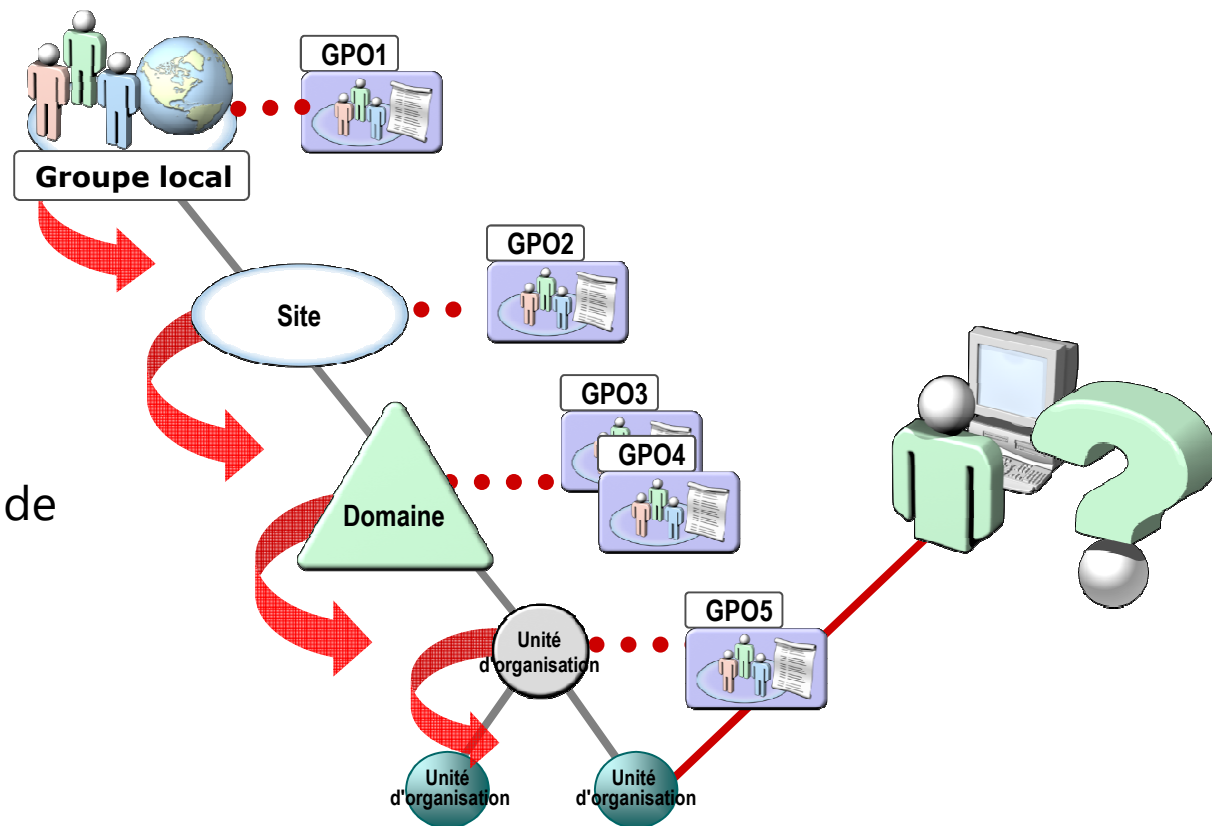 GPO1
Groupe local
GPO2
Site
GPO3
GPO4
de
Domaine
GPO5
Unité
d'organisation
Unité
d'organisation
Unité
d'organisation